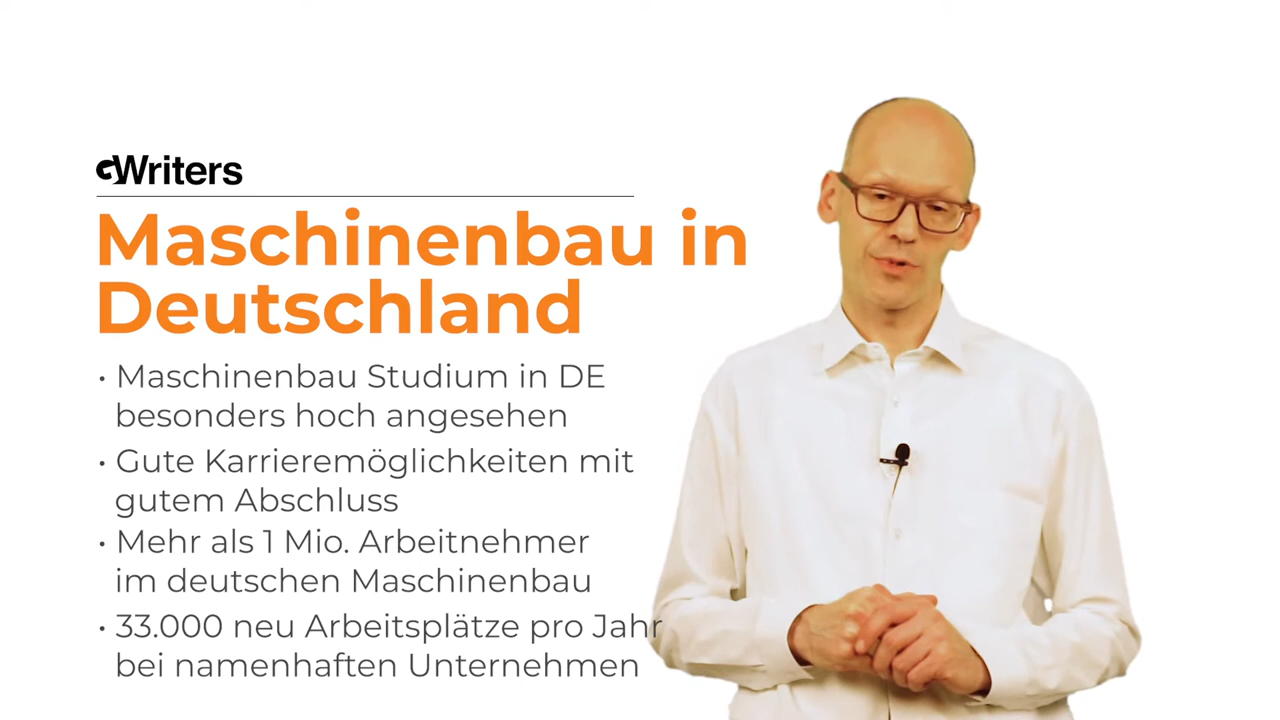 GWriters
Maschinenbau in
Deutschland
• Maschinenbau Studium in DE
besonders hoch angesehen
• Gute Karrieremöglichkeiten mit
gutem Abschluss
• Mehr als 1 Mio. Arbeitnehmer
im deutschen Maschinenbau
• 33.000 neu Arbeitsplätze pro Jahr
bei namenhaften Unternehmen